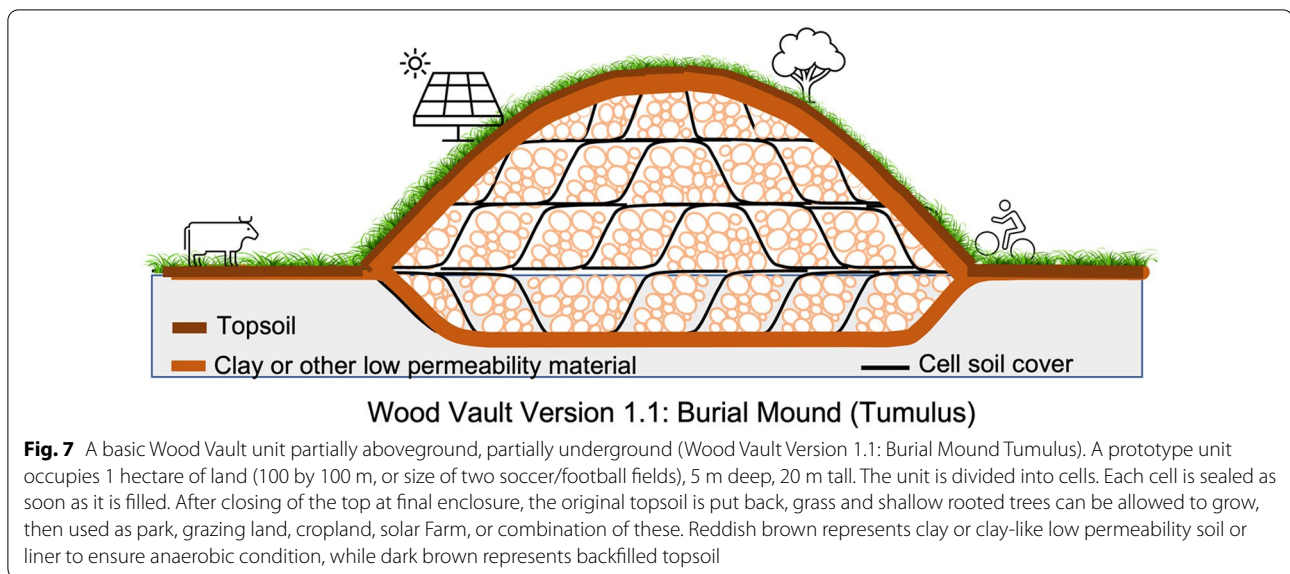 Topsoil
Clay or other low permeability material
Cell soil cover
Wood Vault Version 1.1: Burial Mound (Tumulus)
Fig. 7 A basic Wood Vault unit partially aboveground, partially underground (Wood Vault Version 1.1: Burial Mound Tumulus). A prototype unit
occupies 1 hectare of land (100 by 100 m, or size of two soccer/football fields), 5 m deep, 20 m tall. The unit is divided into cells. Each cell is sealed as
soon as it is filled. After closing of the top at final enclosure, the original topsoil is put back, grass and shallow rooted trees can be allowed to grow,
then used as park, grazing land, cropland, solar Farm, or combination of these. Reddish brown represents clay or clay-like low permeability soil or
liner to ensure anaerobic condition, while dark brown represents backfilled topsoil